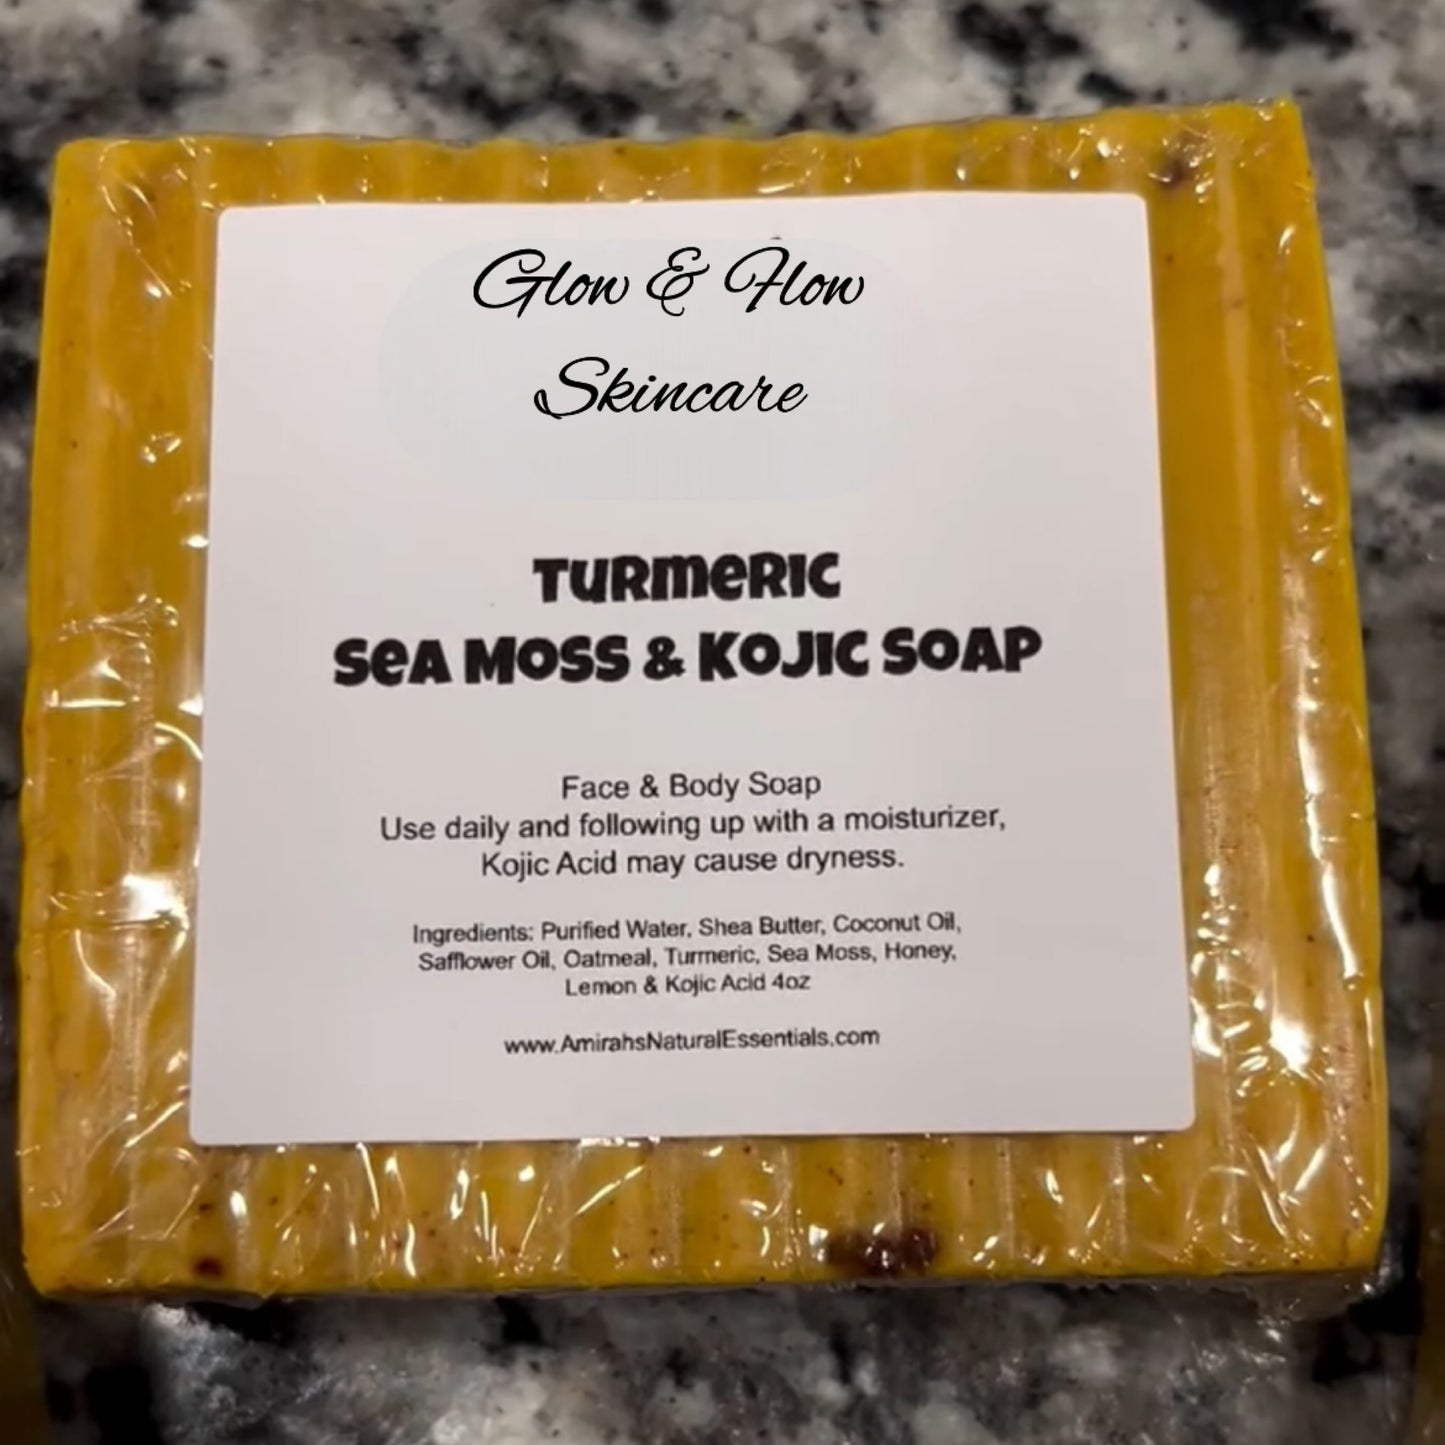 Glow & Flow
Skincare
Turmeric
Sea Moss & Kojic Soap
Face & Body Soap
Use daily and following up with a moisturizer,
Kojic Acid may cause dryness.
Ingredients: Purified Water, Shea Butter, Coconut Oil,
Safflower Oil, Oatmeal, Turmeric, Sea Moss, Honey,
Lemon & Kojic Acid 4oz
www.AmirahsNaturalEssentials.com